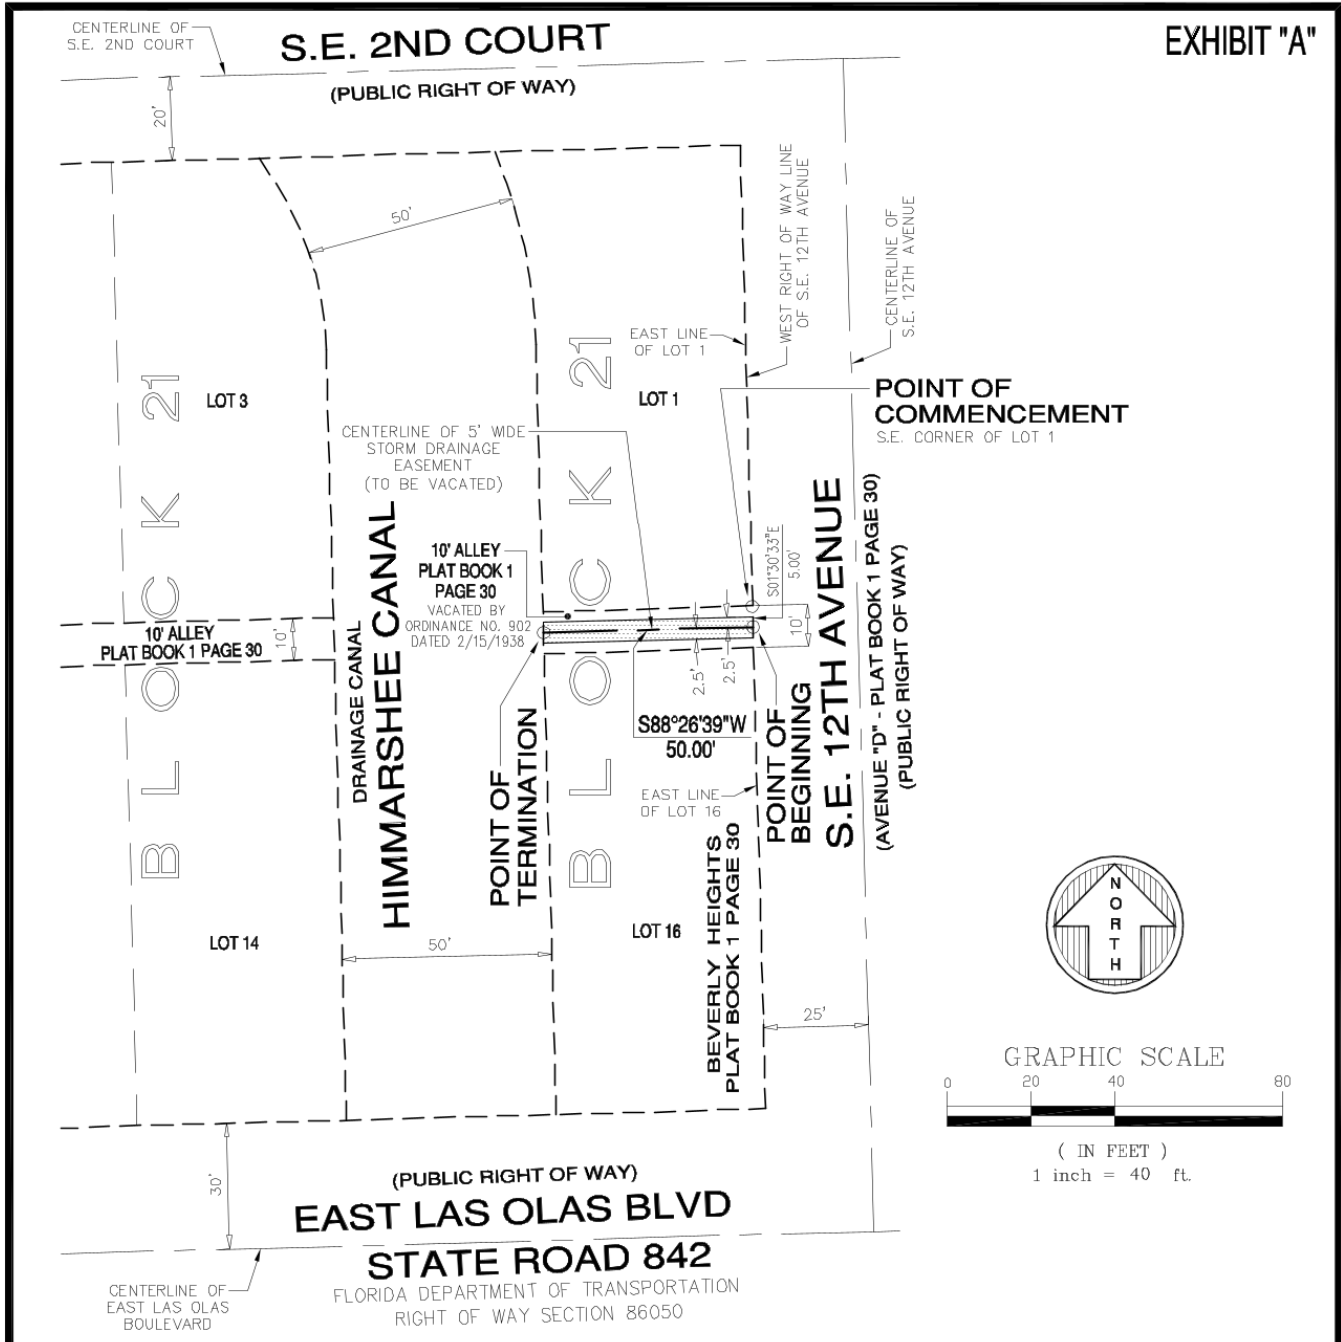 EXHIBIT "A"
CENTERLINE OF
S.E. 2ND COURT
S.E. 2ND COURT
(PUBLIC RIGHT OF WAY)
20'
50'
WEST RIGHT OF WAY LINE
OF S.E. 12TH AVENUE
CENTERLINE OF
S.E. 12TH AVENUE
EAST LINE
OF LOT 1
LOT 3
LOT 1
BLOCK 21
BLOCK 21
POINT OF
COMMENCEMENT
S.E. CORNER OF LOT 1
CENTERLINE OF 5' WIDE
STORM DRAINAGE
EASEMENT
(TO BE VACATED)
10' ALLEY
PLAT BOOK 1
PAGE 30
VACATED BY
ORDINANCE NO. 902
DATED 2/15/1938
S01°30'33"E
5.00'
10'
10' ALLEY
PLAT BOOK 1 PAGE 30
10'
2.5'
2.5'
DRAINAGE CANAL
HIMMARSHEE CANAL
POINT OF
TERMINATION
S88°26'39"W
50.00'
POINT OF
BEGINNING
S.E. 12TH AVENUE
(AVENUE "D" - PLAT BOOK 1 PAGE 30)
(PUBLIC RIGHT OF WAY)
EAST LINE
OF LOT 16
BEVERLY HEIGHTS
PLAT BOOK 1 PAGE 30
LOT 14
50'
LOT 16
25'
NORTH
GRAPHIC SCALE
0 20 40 80
( IN FEET )
1 inch = 40 ft.
30'
(PUBLIC RIGHT OF WAY)
EAST LAS OLAS BLVD
STATE ROAD 842
FLORIDA DEPARTMENT OF TRANSPORTATION
RIGHT OF WAY SECTION 86050
CENTERLINE OF
EAST LAS OLAS
BOULEVARD